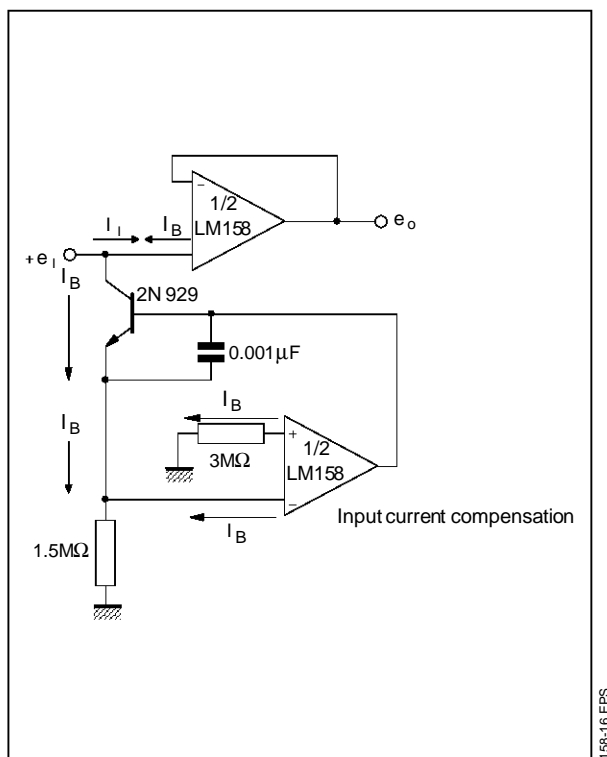 1/2
I I
I B
LM158
e o
+e I
I B
2N 929
0.001µF
I B
I B
1/2
3MΩ
LM158
Input current compensation
I B
1.5MΩ
158-16.EPS